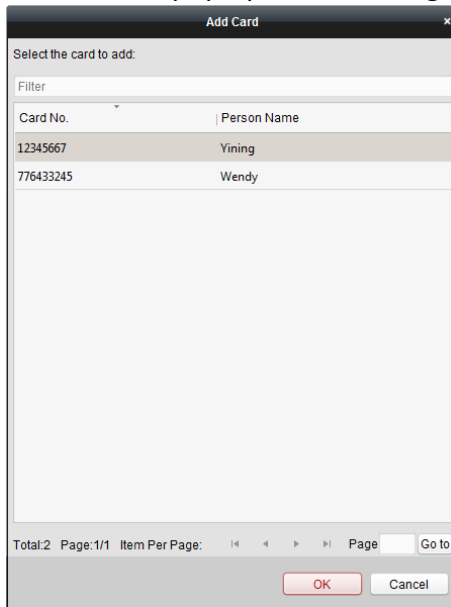 Add Card ×
Select the card to add:
Filter
Card No. Person Name
12345667 Yining
776433245 Wendy
Total:2 Page:1/1 Item Per Page: Page Go to
OK Cancel